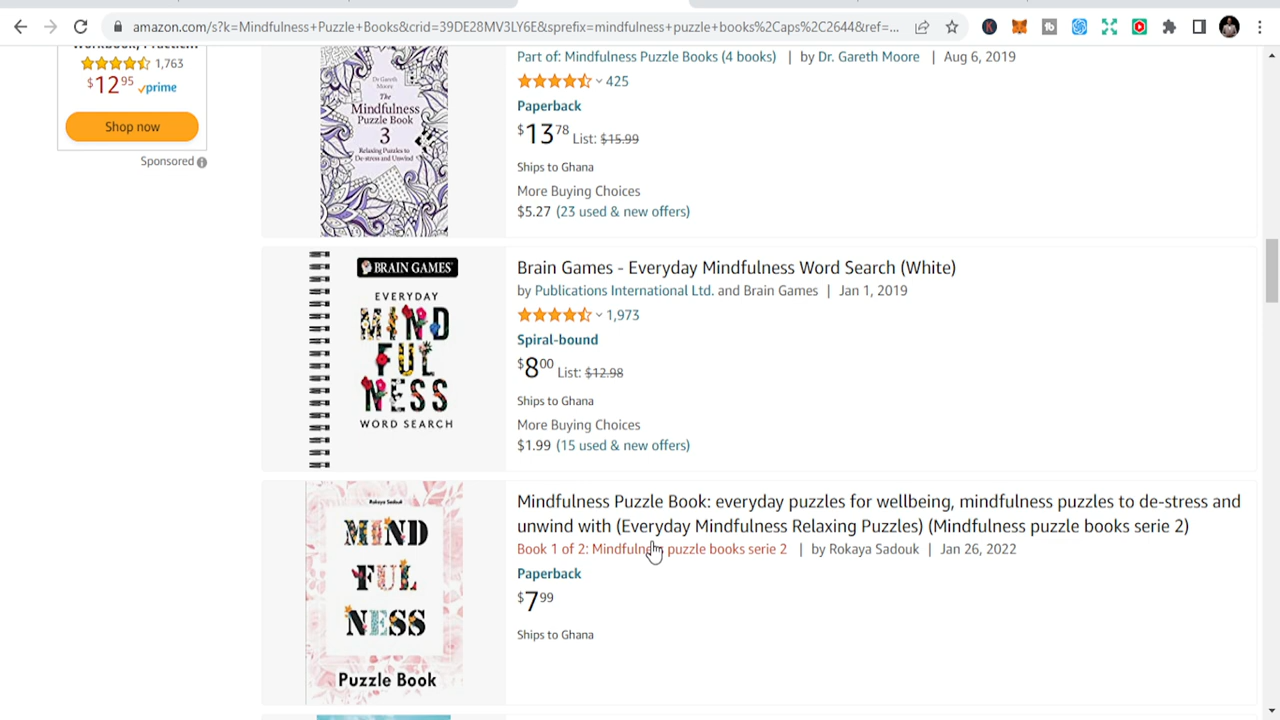 amazon.com/s?k=Mindfulness+Puzzle+Books&crid=39DE28MV3LY6E&sprefix=mindfulness+puzzle+books%2Caps%2C2644&ref=...
1,763
$12 95 prime
Shop now
Sponsored
Dr Gareth
Moore
The
Mindfulness
Puzzle Book
3
Relaxing Puzzles to
De-stress and Unwind
Part of: Mindfulness Puzzle Books (4 books) | by Dr. Gareth Moore | Aug 6, 2019
425
Paperback
$13 78 List: $15.99
Ships to Ghana
More Buying Choices
$5.27 (23 used & new offers)
BRAIN GAMES
EVERYDAY
MIND
FUL
NESS
WORD SEARCH
Brain Games - Everyday Mindfulness Word Search (White)
by Publications International Ltd. and Brain Games | Jan 1, 2019
1,973
Spiral-bound
$8 00 List: $12.98
Ships to Ghana
More Buying Choices
$1.99 (15 used & new offers)
Rokaya Sadouk
MIND
FUL
NESS
Puzzle Book
Mindfulness Puzzle Book: everyday puzzles for wellbeing, mindfulness puzzles to de-stress and
unwind with (Everyday Mindfulness Relaxing Puzzles) (Mindfulness puzzle books serie 2)
Book 1 of 2: Mindfulness puzzle books serie 2 | by Rokaya Sadouk | Jan 26, 2022
Paperback
$7 99
Ships to Ghana